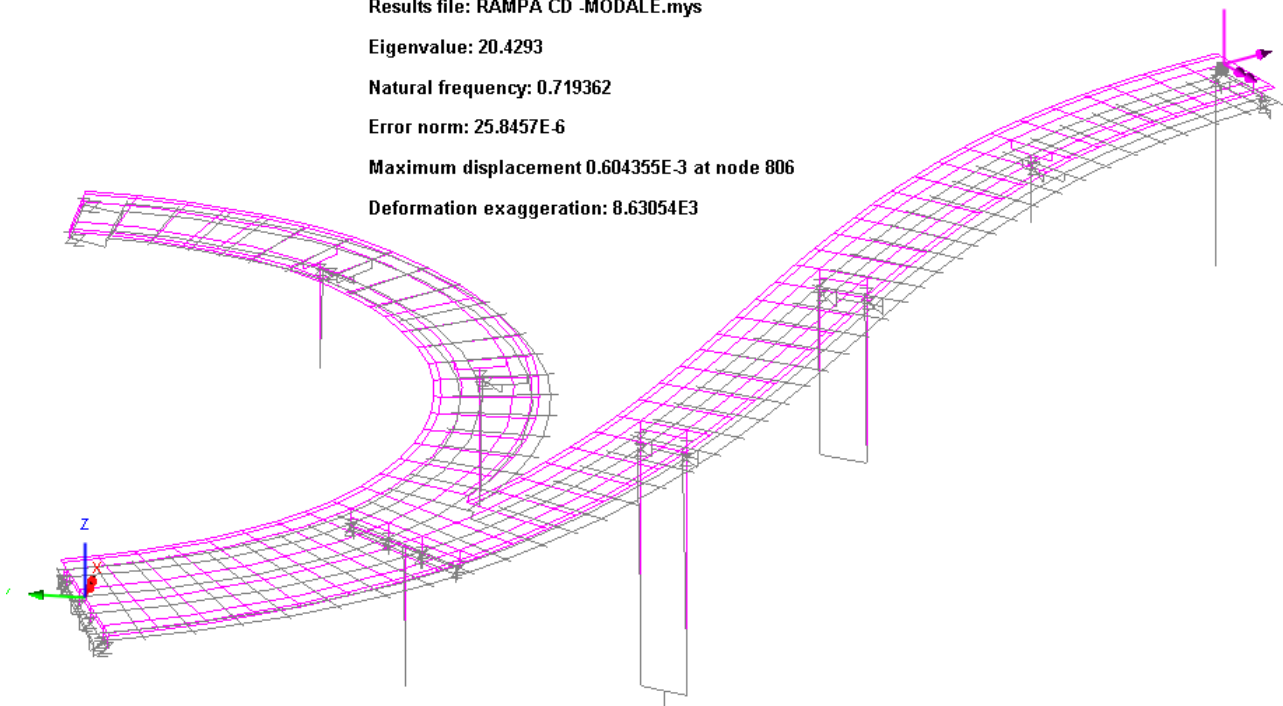 Results file: RAMPA CD -MODALE.mys
Eigenvalue: 20.4293
Natural frequency: 0.719362
Error norm: 25.8457E-6
Maximum displacement 0.604355E-3 at node 806
Deformation exaggeration: 8.63054E3
Z
X